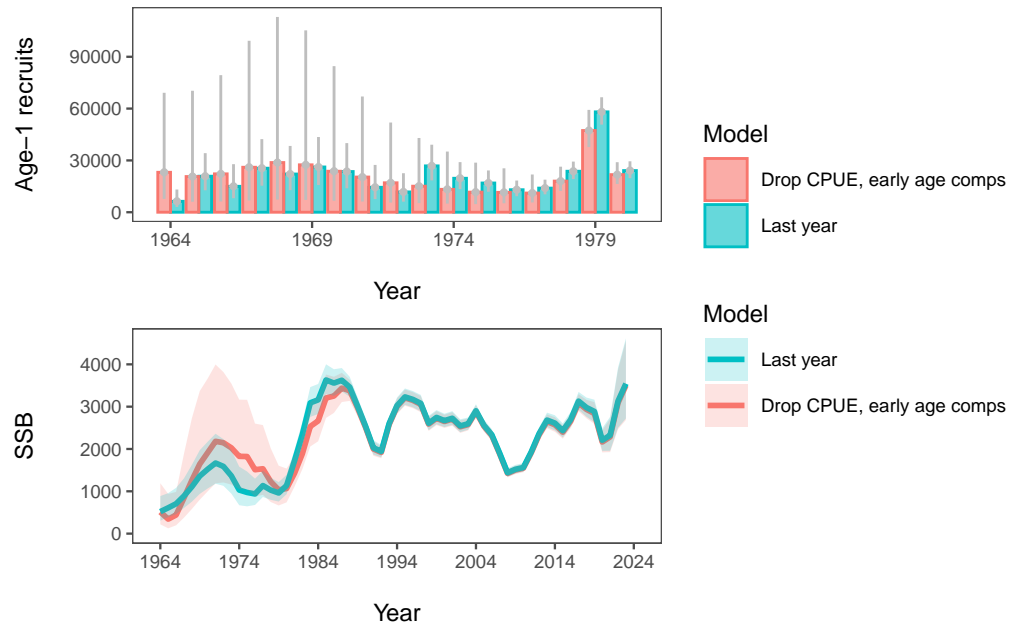 Age−1 recruits
90000
60000
30000
0
1964
1969
1974
1979
Year
Model
Drop CPUE, early age comps
Last year
SSB
4000
3000
2000
1000
0
1964
1974
1984
1994
2004
2014
2024
Year
Model
Last year
Drop CPUE, early age comps